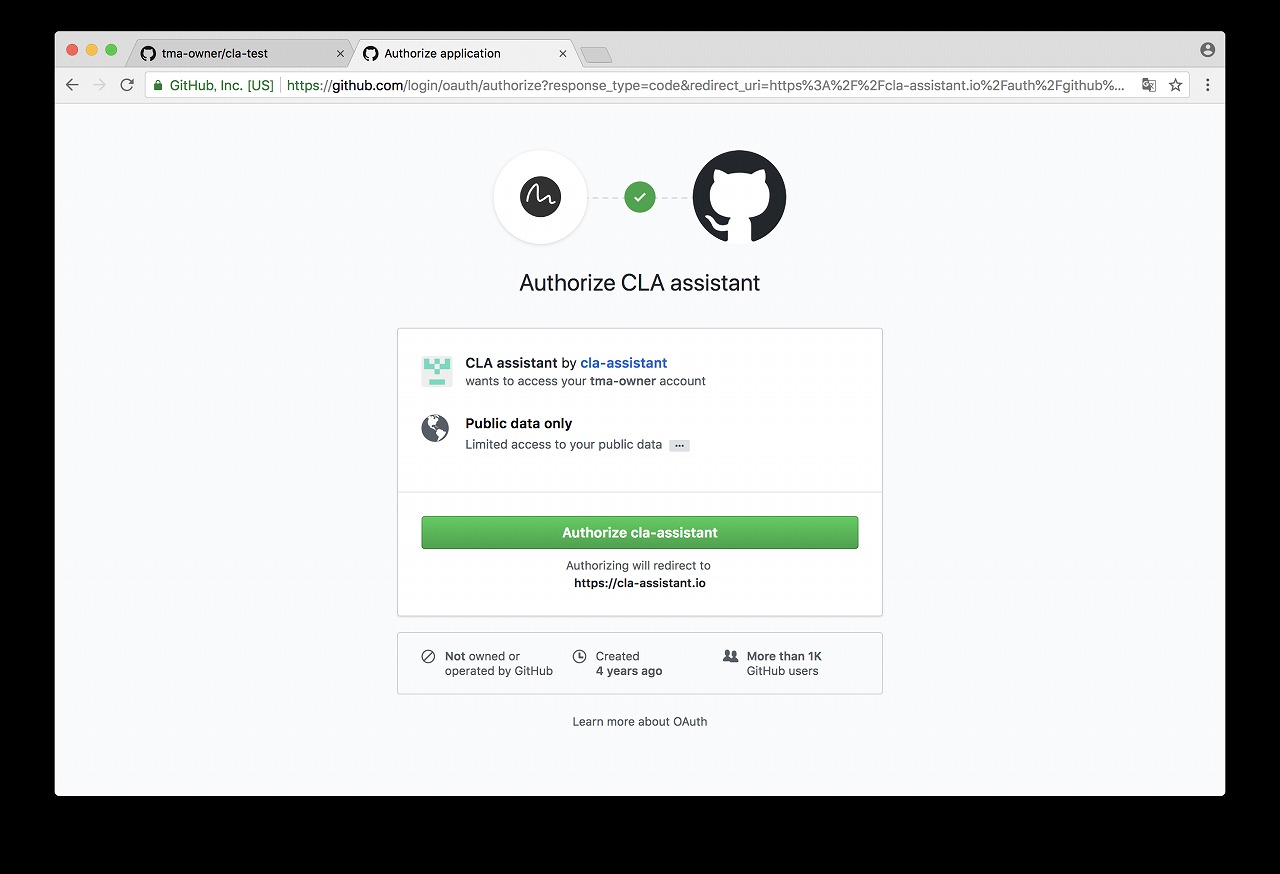 tma-owner/cla-test
Authorize application
GitHub, Inc. [US]
https://github.com/login/oauth/authorize?response_type=code&redirect_uri=https%3A%2F%2Fcla-assistant.io%2Fauth%2Fgithub%...
Authorize CLA assistant
CLA assistant by cla-assistant
wants to access your tma-owner account
Public data only
Limited access to your public data ...
Authorize cla-assistant
Authorizing will redirect to
https://cla-assistant.io
Not owned or
operated by GitHub
Created
4 years ago
More than 1K
GitHub users
Learn more about OAuth